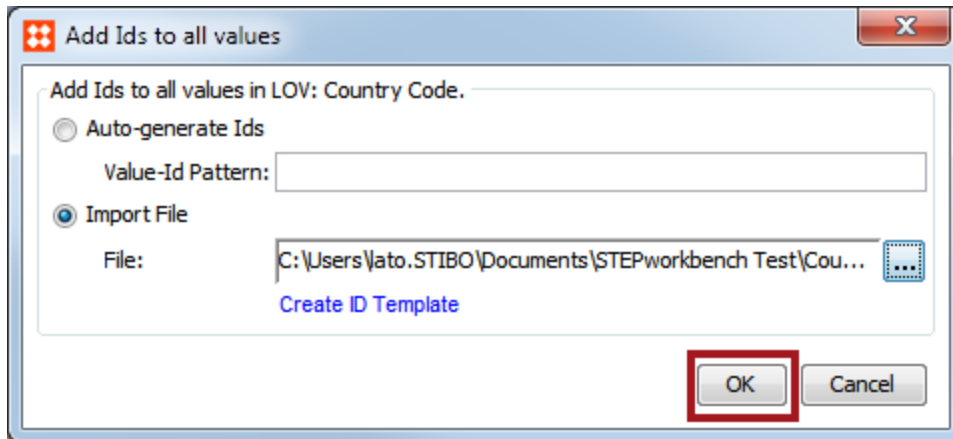 Add Ids to all values
Add Ids to all values in LOV: Country Code.
Auto-generate Ids
Value-Id Pattern:
Import File
File: C:\Users\lato.STIBO\Documents\STEPworkbench Test\Cou... ...
Create ID Template
OK Cancel